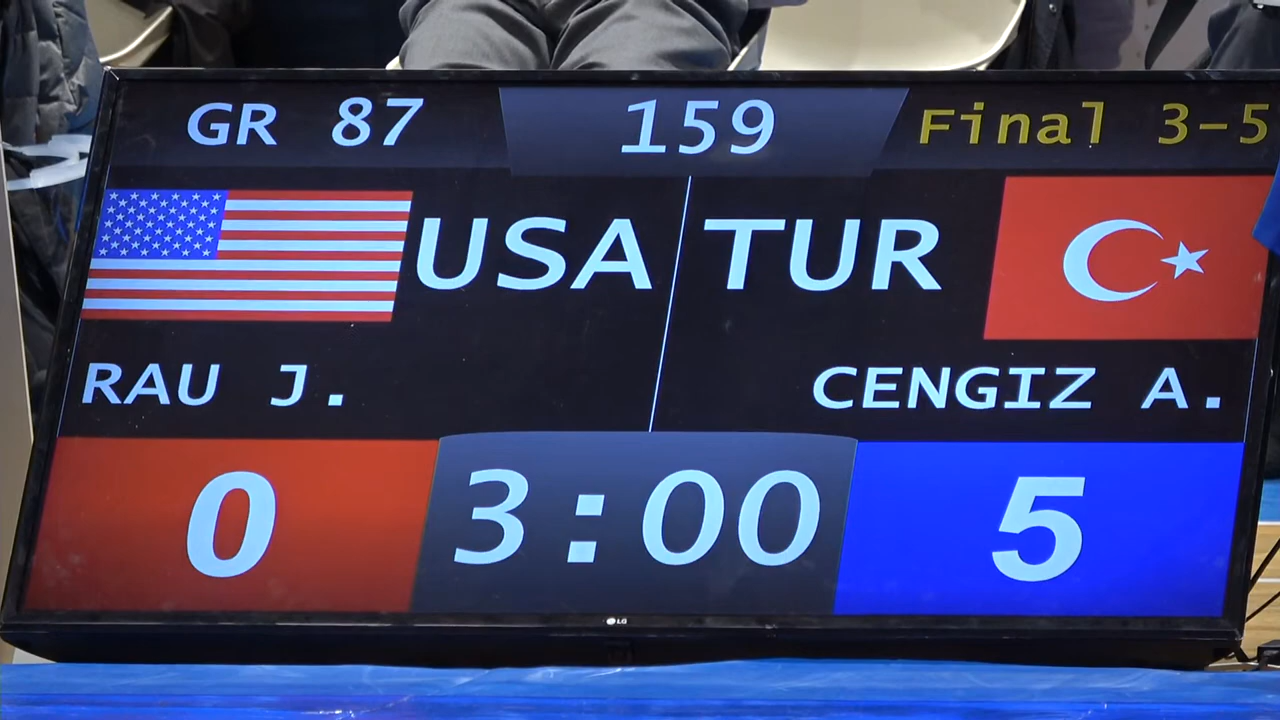 GR 87 159 Final 3-5
USA TUR
RAU J. CENGIZ A.
0 3:00 5
LG